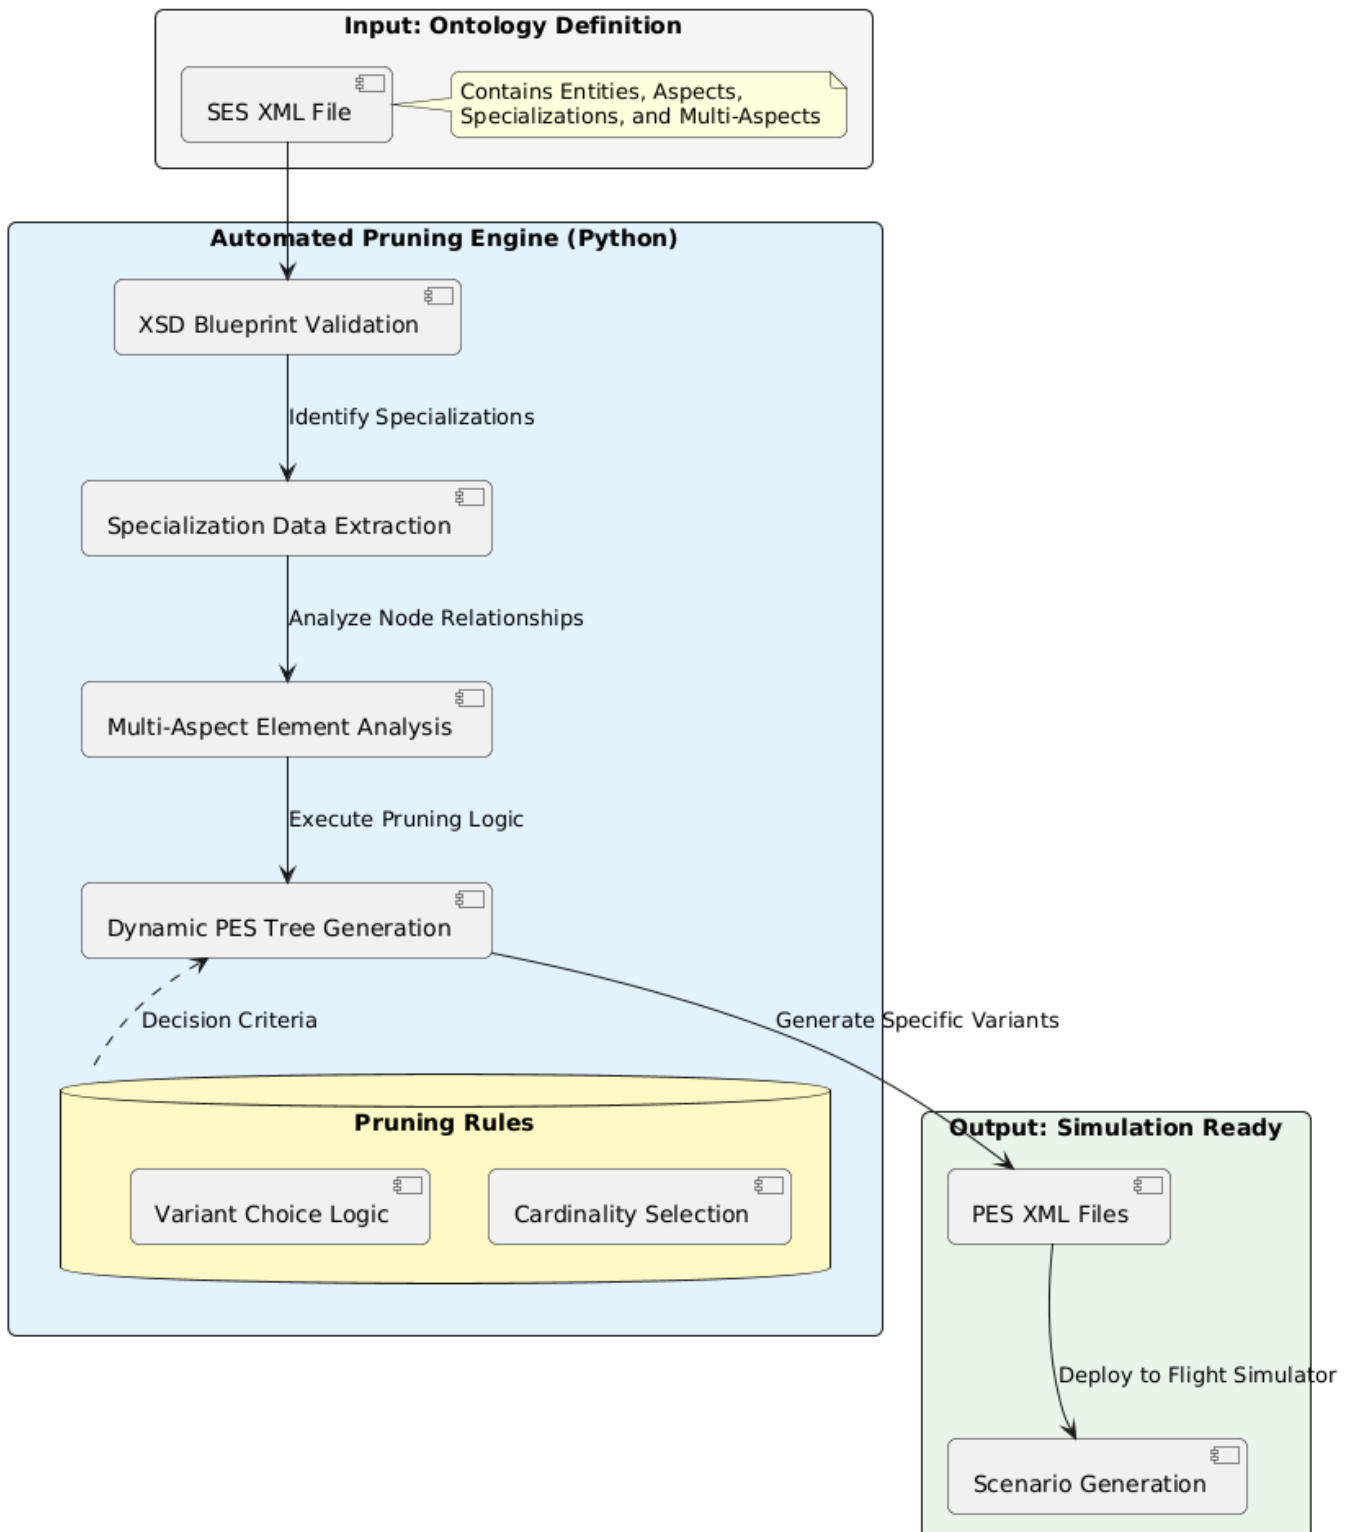 Input: Ontology Definition
SES XML File
Contains Entities, Aspects,
Specializations, and Multi-Aspects
Automated Pruning Engine (Python)
XSD Blueprint Validation
Identify Specializations
Specialization Data Extraction
Analyze Node Relationships
Multi-Aspect Element Analysis
Execute Pruning Logic
Dynamic PES Tree Generation
Decision Criteria
Generate Specific Variants
Pruning Rules
Variant Choice Logic
Cardinality Selection
Output: Simulation Ready
PES XML Files
Deploy to Flight Simulator
Scenario Generation